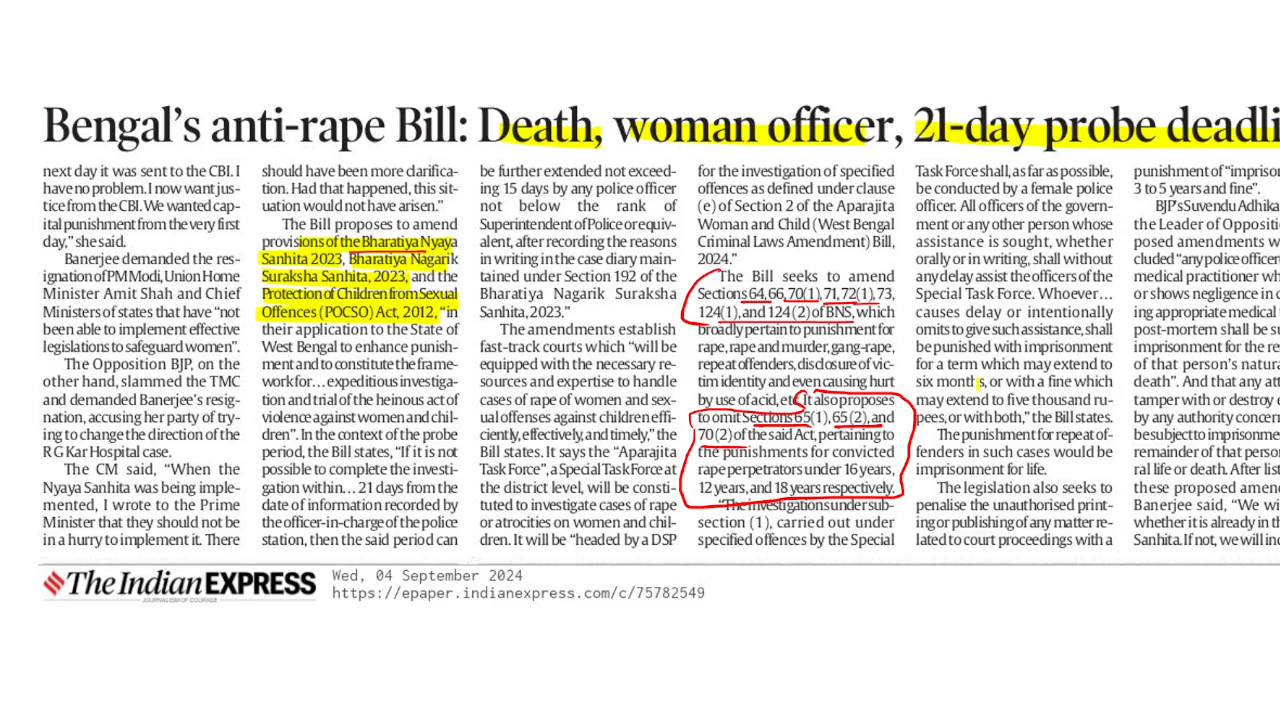 Bengal's anti-rape Bill: Death, woman officer, 21-day probe deadli
next day it was sent to the CBI. I
have no problem. I now want jus-
tice from the CBI. We wanted cap-
ital punishment from the very first
day," she said.
Banerjee demanded the res-
ignation of PM Modi, Union Home
Minister Amit Shah and Chief
Ministers of states that have "not
been able to implement effective
legislations to safeguard women".
The Opposition BJP, on the
other hand, slammed the TMC
and demanded Banerjee's resig-
nation, accusing her party of try-
ing to change the direction of the
R G Kar Hospital case.
The CM said, "When the
Nyaya Sanhita was being imple-
mented, I wrote to the Prime
Minister that they should not be
in a hurry to implement it. There
should have been more clarifica-
tion. Had that happened, this sit-
uation would not have arisen."
The Bill proposes to amend
provisions of the Bharatiya Nyaya
Sanhita 2023, Bharatiya Nagarik
Suraksha Sanhita, 2023, and the
Protection of Children from Sexual
Offences (POCSO) Act, 2012, "in
their application to the State of
West Bengal to enhance punish-
ment and to constitute the frame-
work for... expeditious investiga-
tion and trial of the heinous act of
violence against women and chil-
dren". In the context of the probe
period, the Bill states, "If it is not
possible to complete the investi-
gation within... 21 days from the
date of information recorded by
the officer-in-charge of the police
station, then the said period can
be further extended not exceed-
ing 15 days by any police officer
not below the rank of
Superintendent of Police or equiv-
alent, after recording the reasons
in writing in the case diary main-
tained under Section 192 of the
Bharatiya Nagarik Suraksha
Sanhita, 2023."
The amendments establish
fast-track courts which "will be
equipped with the necessary re-
sources and expertise to handle
cases of rape of women and sex-
ual offenses against children effi-
ciently, effectively, and timely," the
Bill states. It says the "Aparajita
Task Force", a Special Task Force at
the district level, will be consti-
tuted to investigate cases of rape
or atrocities on women and chil-
dren. It will be "headed by a DSP
for the investigation of specified
offences as defined under clause
(e) of Section 2 of the Aparajita
Woman and Child (West Bengal
Criminal Laws Amendment) Bill,
2024."
The Bill seeks to amend
Sections 64, 66, 70(1), 71, 72(1), 73,
124(1), and 124 (2) of BNS, which
broadly pertain to punishment for
rape, rape and murder, gang-rape,
repeat offenders, disclosure of vic-
tim identity and even causing hurt
by use of acid, etc. It also proposes
to omit Sections 65(1), 65 (2), and
70 (2) of the said Act, pertaining to
the punishments for convicted
rape perpetrators under 16 years,
12 years, and 18 years respectively.
"The investigations under sub-
section (1), carried out under
specified offences by the Special
Task Force shall, as far as possible,
be conducted by a female police
officer. All officers of the govern-
ment or any other person whose
assistance is sought, whether
orally or in writing, shall without
any delay assist the officers of the
Special Task Force. Whoever...
causes delay or intentionally
omits to give such assistance, shall
be punished with imprisonment
for a term which may extend to
six months, or with a fine which
may extend to five thousand ru-
pees, or with both," the Bill states.
The punishment for repeat of-
fenders in such cases would be
imprisonment for life.
The legislation also seeks to
penalise the unauthorised print-
ing or publishing of any matter re-
lated to court proceedings with a
punishment of "impriso
3 to 5 years and fine".
BJP's Suvendu Adhika
the Leader of Oppositi
posed amendments w
cluded "any police officer
medical practitioner wh
or shows negligence in c
ing appropriate medical
post-mortem shall be su
imprisonment for the re
of that person's natura
death". And that any att
tamper with or destroy e
by any authority concern
be subject to imprisonme
remainder of that person
ral life or death. After list
these proposed amend
Banerjee said, "We wi
whether it is already in th
Sanhita. If not, we will inc
The Indian EXPRESS
JOURNALISM OF COURAGE
Wed, 04 September 2024
https://epaper.indianexpress.com/c/75782549